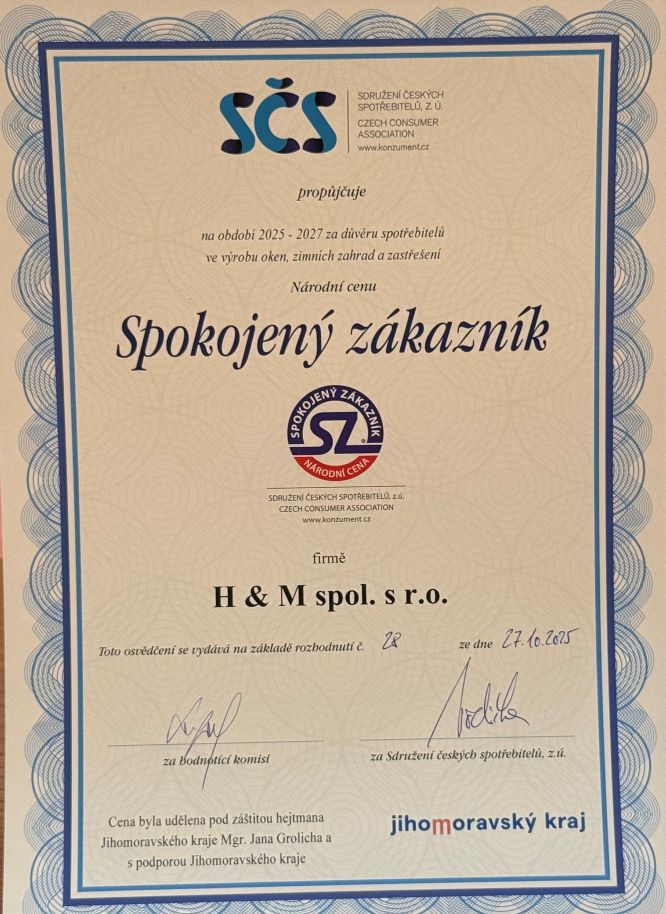 SČS
SDRUŽENÍ ČESKÝCH
SPOTŘEBITELŮ, Z. Ú.
CZECH CONSUMER
ASSOCIATION
www.konzument.cz
propůjčuje
na období 2025 - 2027 za důvěru spotřebitelů
ve výrobu oken, zimních zahrad a zastřešení
Národní cenu
Spokojený zákazník
SPOKOJENÝ ZÁKAZNÍK
SZ®
NÁRODNÍ CENA
SDRUŽENÍ ČESKÝCH SPOTŘEBITELŮ, z.ú.
CZECH CONSUMER ASSOCIATION
www.konzument.cz
firmě
H & M spol. s r.o.
Toto osvědčení se vydává na základě rozhodnutí č. 28 ze dne 27.10.2025
za hodnotící komisi
za Sdružení českých spotřebitelů, z.ú.
Cena byla udělena pod záštitou hejtmana
Jihomoravského kraje Mgr. Jana Grolicha a
s podporou Jihomoravského kraje
jihomoravský kraj